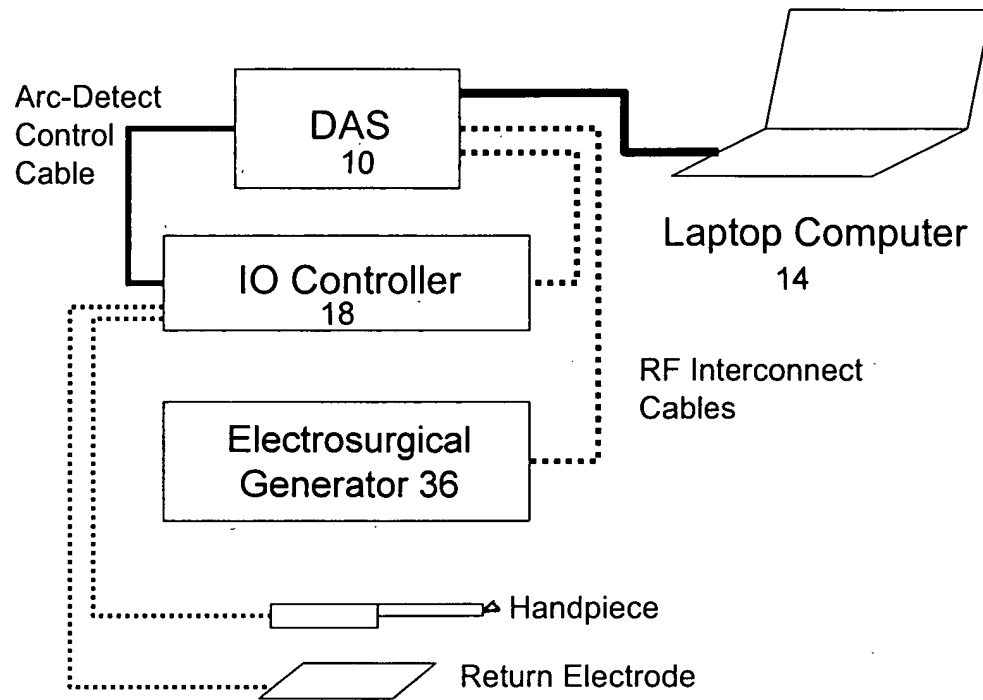 Arc-Detect
Control
Cable
DAS
10
Laptop Computer
14
IO Controller
18
RF Interconnect
Cables
Electrosurgical
Generator 36
Handpiece
Return Electrode